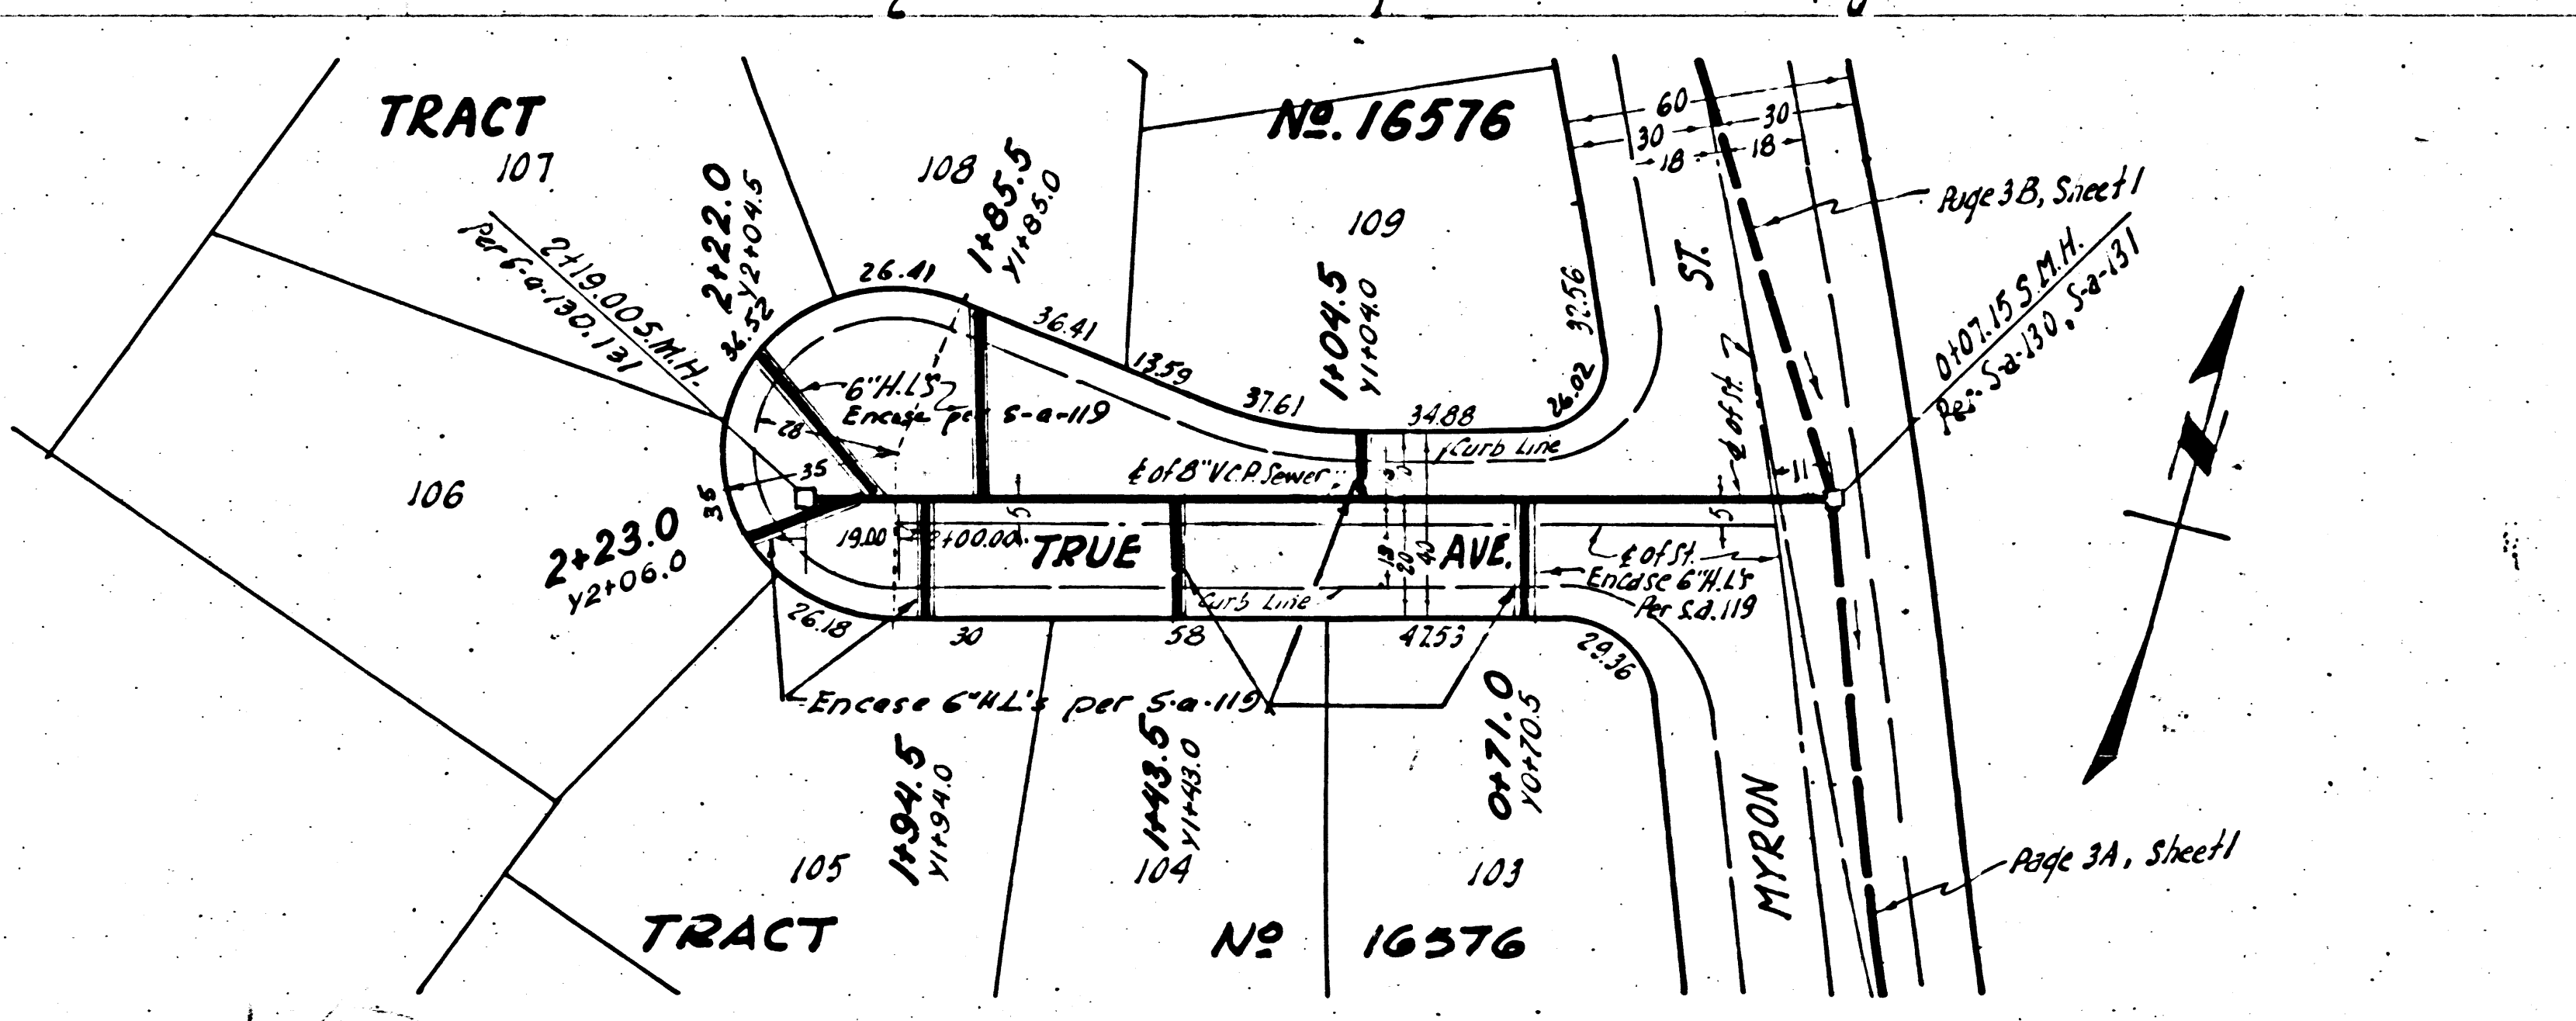 TRACT
No. 16576
107
108
109
60
30
30
18
18
Page 3B, Sheet 1
ST.
0+07.15 S.M.H.
Per S-a-130, S-a-131
2+19.00 S.M.H.
Per S-a-130,131
2+22.0
Y2+04.5
1+85.5
Y1+85.0
26.41
36.52
36.41
13.59
37.61
1+04.5
Y1+04.0
34.88
26.02
32.56
6" H.L'S
Encase per S-a-119
28
35
35
Curb Line
℄ of 8" V.C.P. Sewer
℄ of St.
11
106
2+23.0
Y2+06.0
19.00
2+00.00
5
5
TRUE
AVE.
20
40
℄ of St.
Encase 6" H.L's
Per S.a.119
Curb Line
26.18
30
58
47.53
29.36
Encase 6" H.L's per S-a-119
1+94.5
Y1+94.0
1+43.5
Y1+43.0
0+71.0
Y0+70.5
105
104
103
MYRON
Page 3A, Sheet 1
TRACT
No 16576